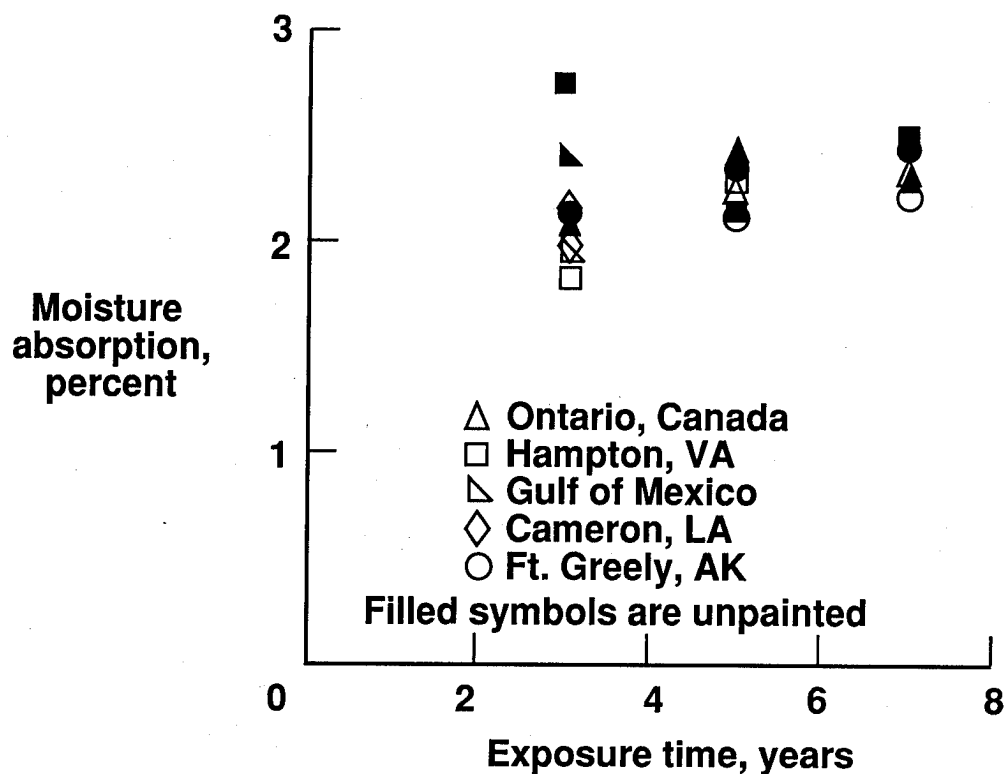 3
2
1
0
Moisture
absorption,
percent
Ontario, Canada
Hampton, VA
Gulf of Mexico
Cameron, LA
Ft. Greely, AK
Filled symbols are unpainted
2 4 6 8
Exposure time, years